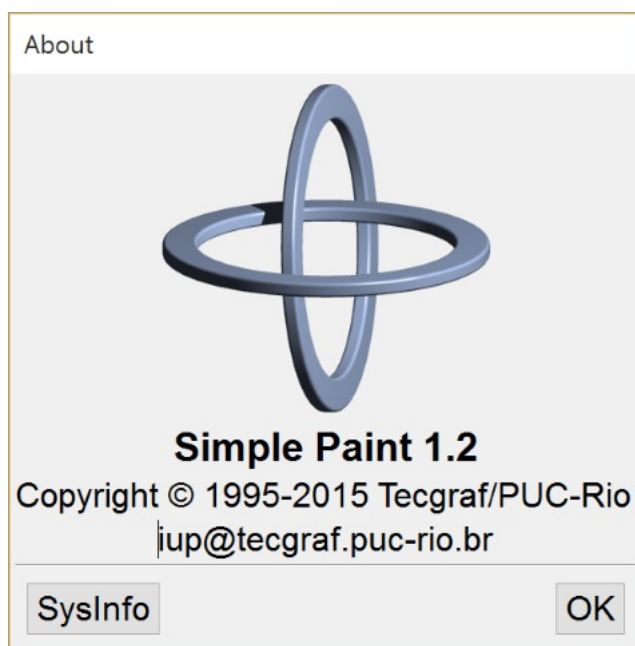 About
Simple Paint 1.2
Copyright © 1995-2015 Tecgraf/PUC-Rio
iup@tecgraf.puc-rio.br
SysInfo
OK